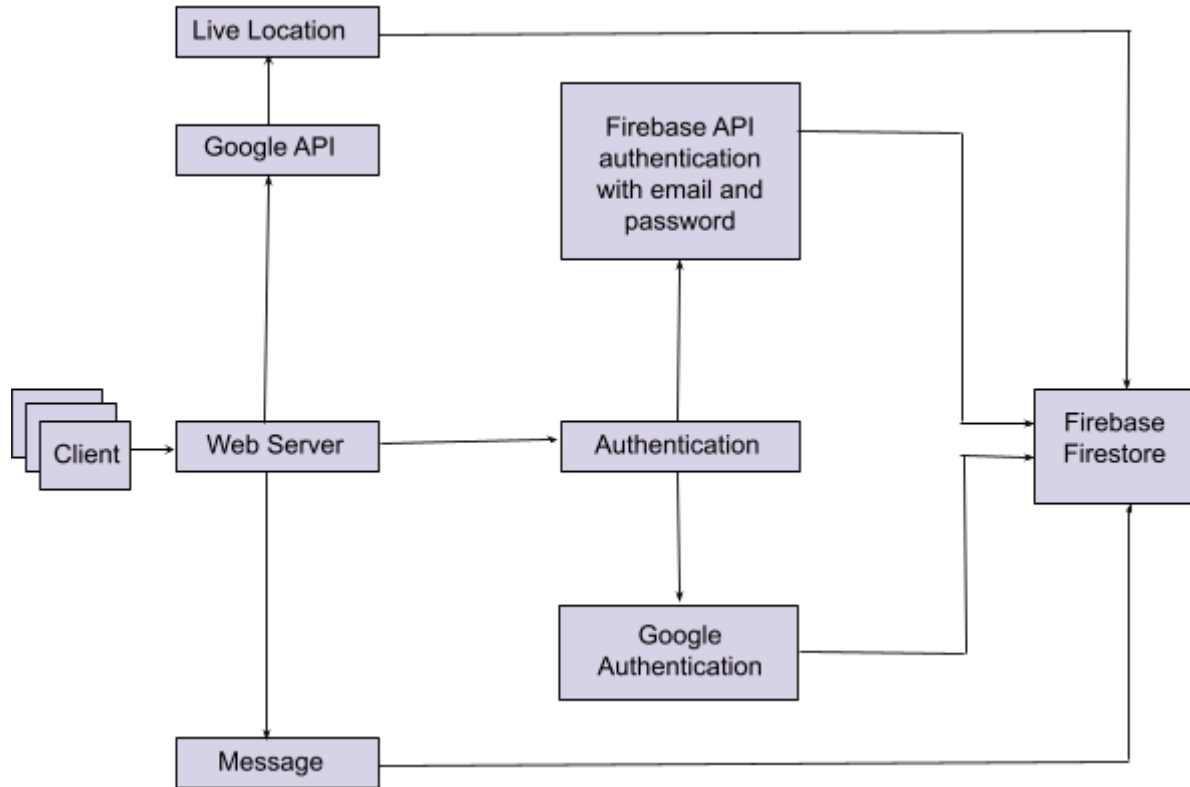 Live Location
Google API
Firebase API
authentication
with email and
password
Client
Web Server
Authentication
Firebase
Firestore
Google
Authentication
Message